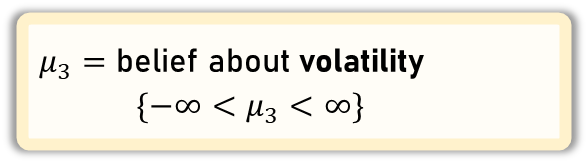 μ₃ = belief about volatility
{−∞ < μ₃ < ∞}